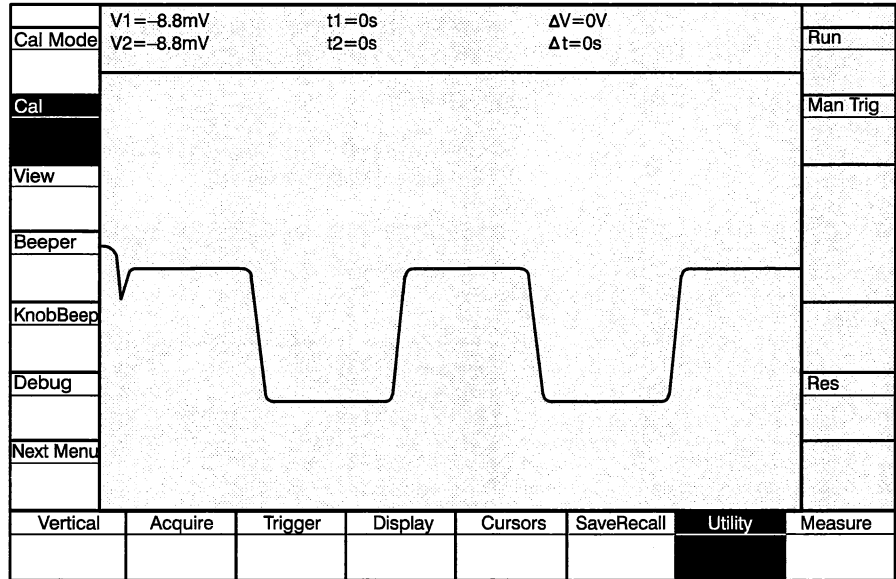 V1=–8.8mV t1=0s ΔV=0V
V2=–8.8mV t2=0s Δt=0s
Cal Mode
Cal
View
Beeper
KnobBeep
Debug
Next Menu
Run
Man Trig
Res
Vertical Acquire Trigger Display Cursors SaveRecall Utility Measure